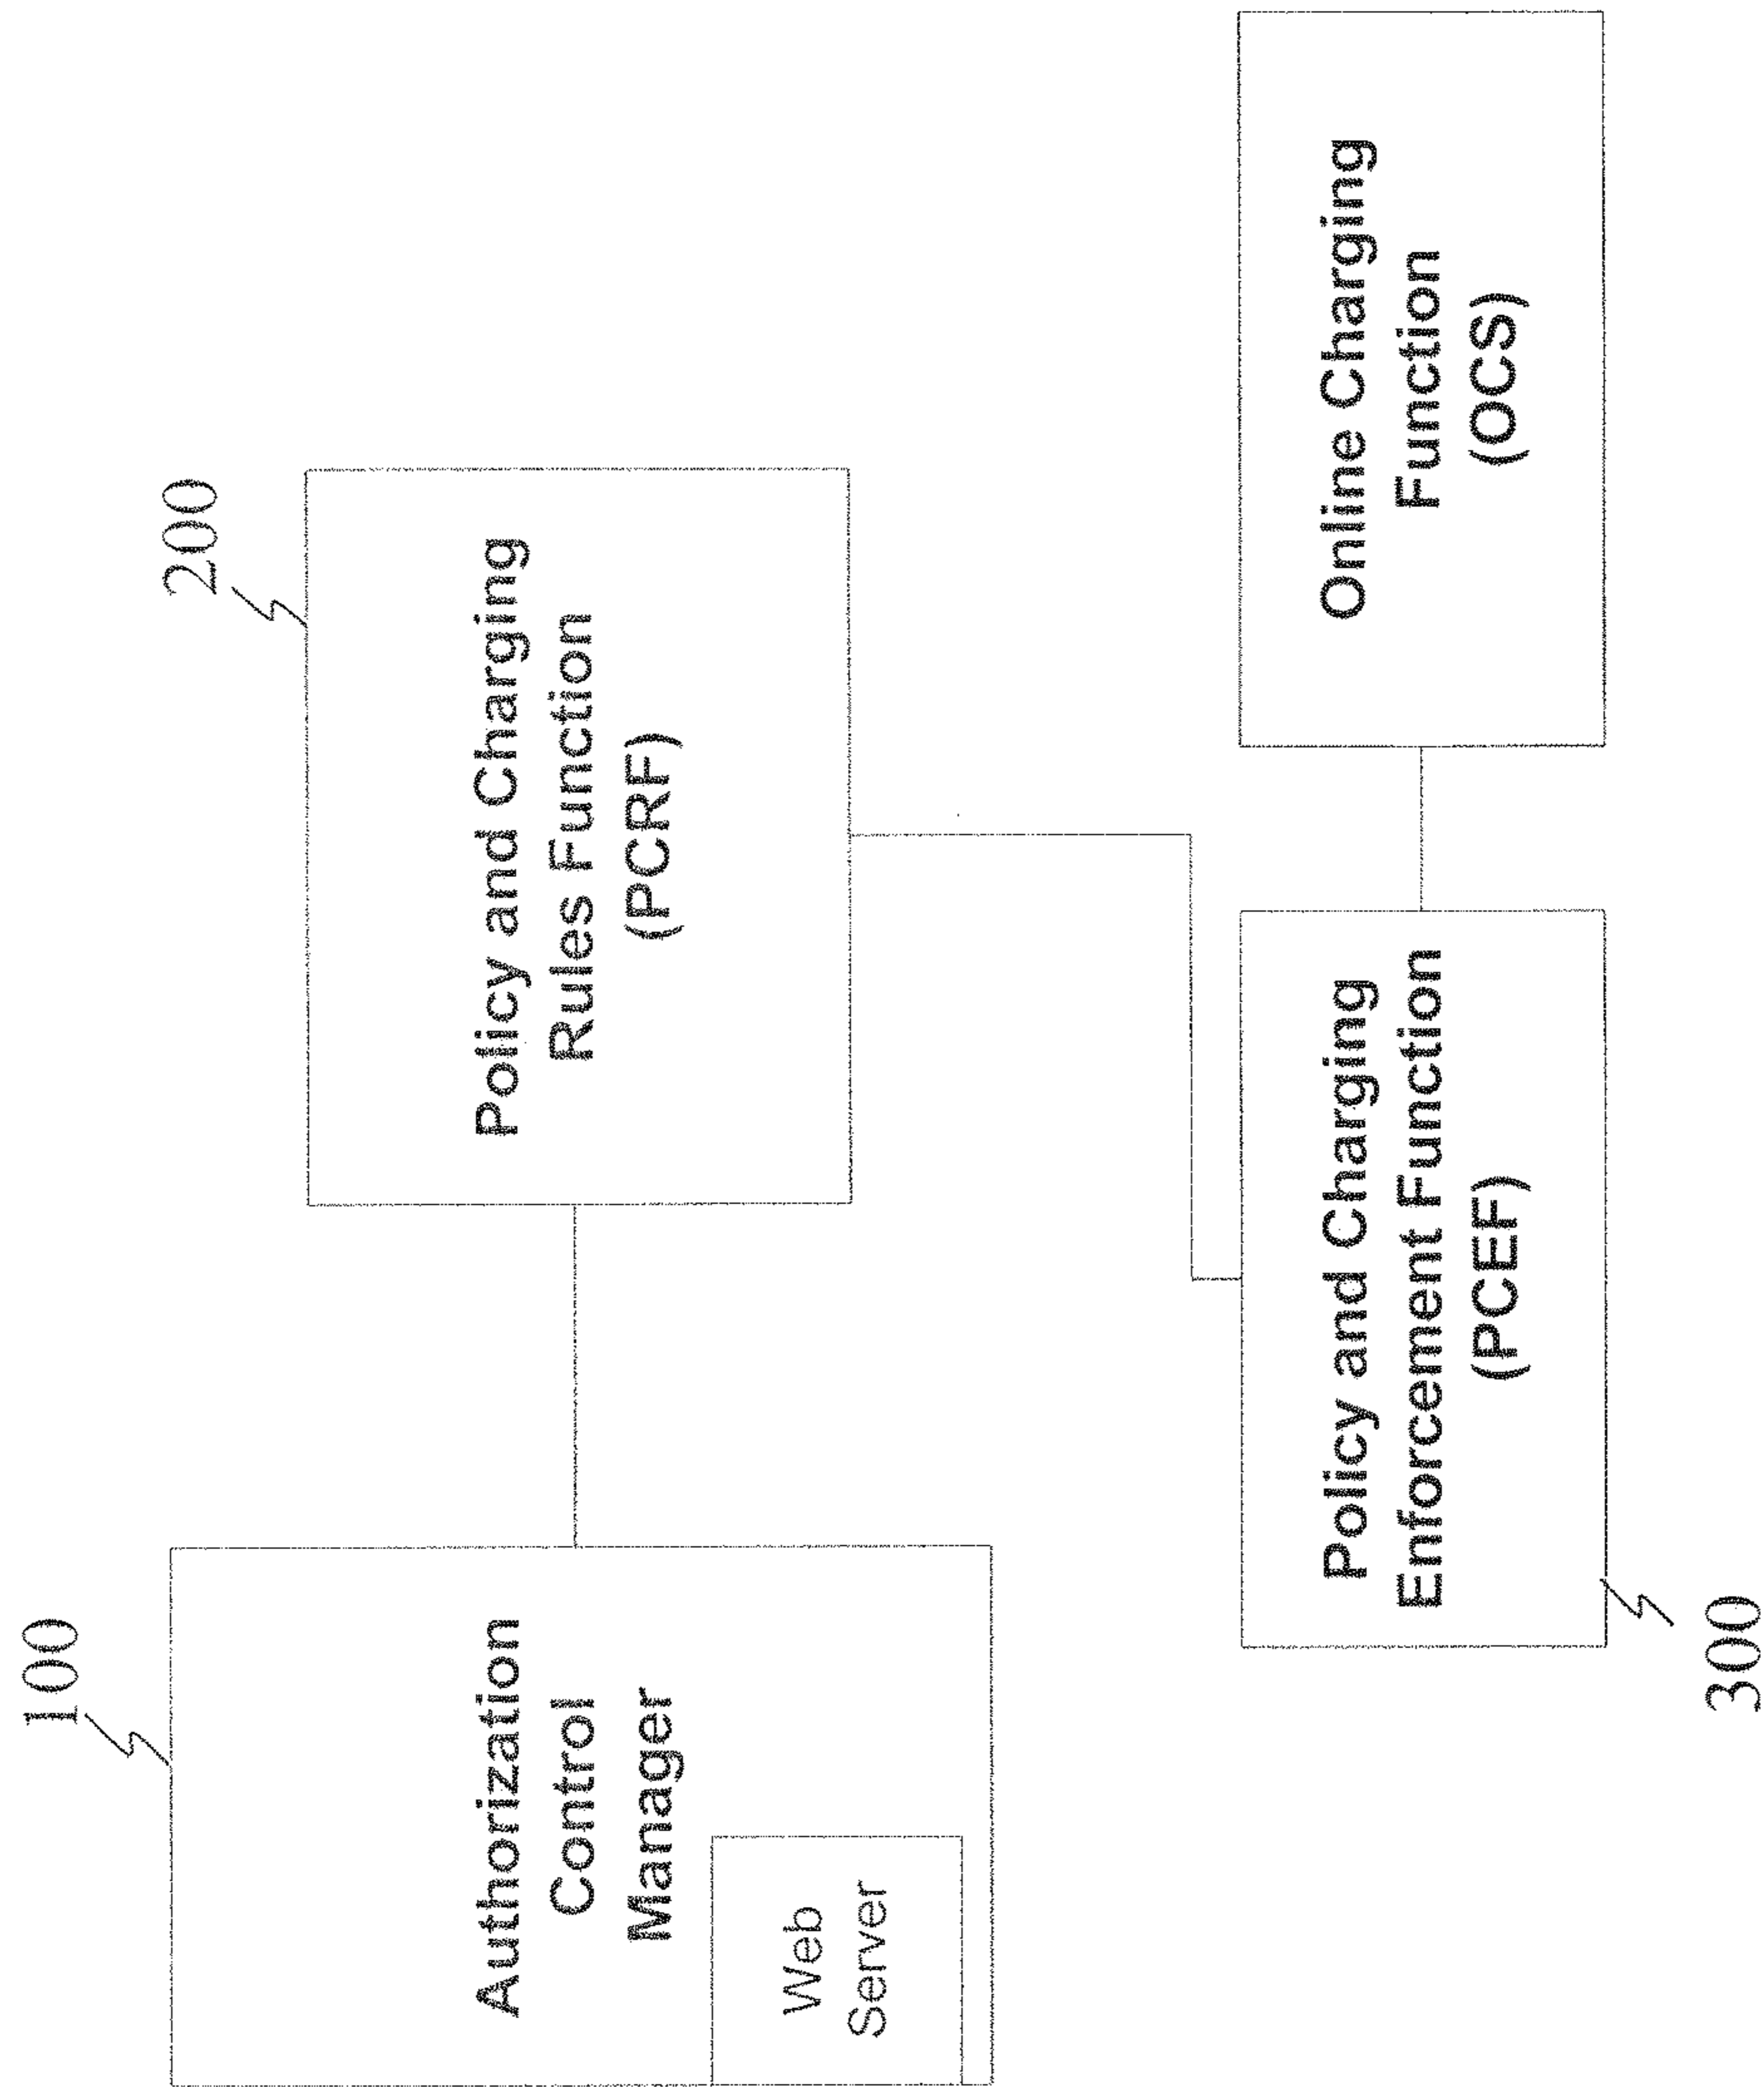 100
Authorization
Control
Manager
Web
Server
200
Policy and Charging
Rules Function
(PCRF)
Policy and Charging
Enforcement Function
(PCEF)
300
Online Charging
Function
(OCS)